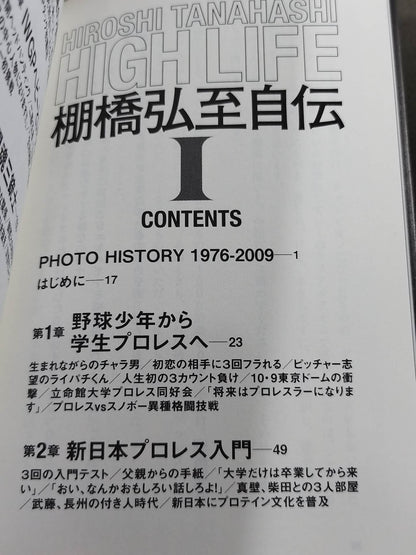 HIROSHI TANAHASHI
HIGH LIFE
棚橋弘至自伝
I
CONTENTS
PHOTO HISTORY 1976-2009—1
はじめに—17
第1章 野球少年から
学生プロレスへ—23
生まれながらのチャラ男/初恋の相手に3回フラれる/ピッチャー志
望のライパチくん/人生初の3カウント負け/10・9東京ドームの衝
撃/立命館大学プロレス同好会/「将来はプロレスラーになりま
す」/プロレスvsスノボー異種格闘技戦
第2章 新日本プロレス入門—49
3回の入門テスト/父親からの手紙/「大学だけは卒業してから来
い」/「おい、なんかおもしろい話しろよ!」/真壁、柴田との3人部屋
/武藤、長州の付き人時代/新日本にプロテイン文化を普及